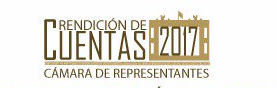 RENDICIÓN DE
CUENTAS 2017
CÁMARA DE REPRESENTANTES